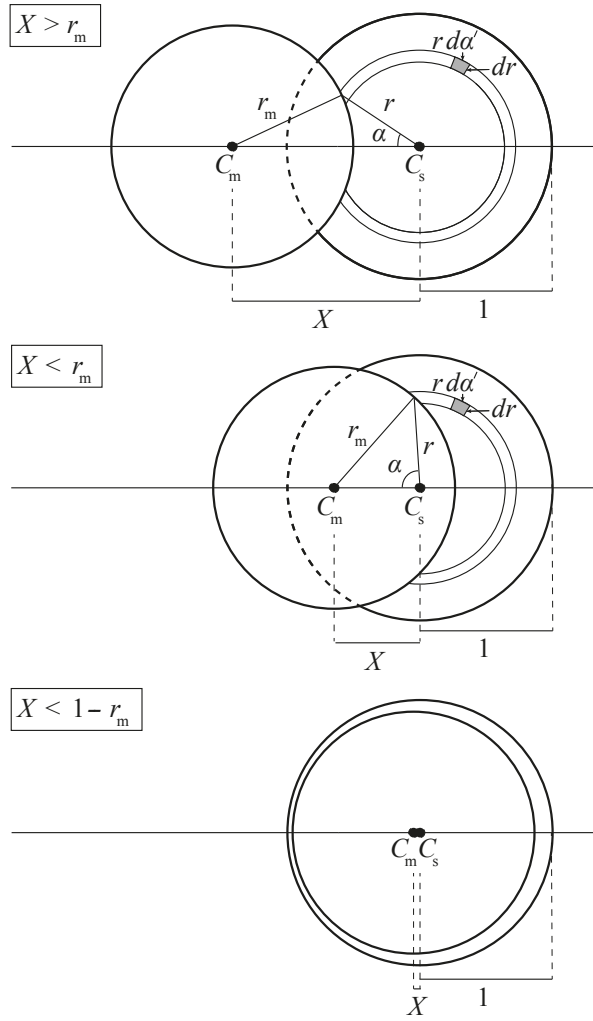 X > r_m
r dα′
dr
r_m
r
α
C_m
C_s
X
1
X < r_m
r dα′
dr
r_m
r
α
C_m
C_s
X
1
X < 1 – r_m
C_m C_s
X
1